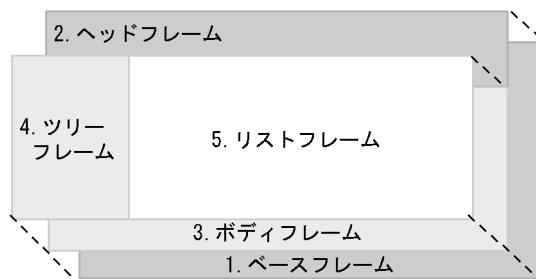 2. ヘッドフレーム
4. ツリー
フレーム
5. リストフレーム
3. ボディフレーム
1. ベースフレーム